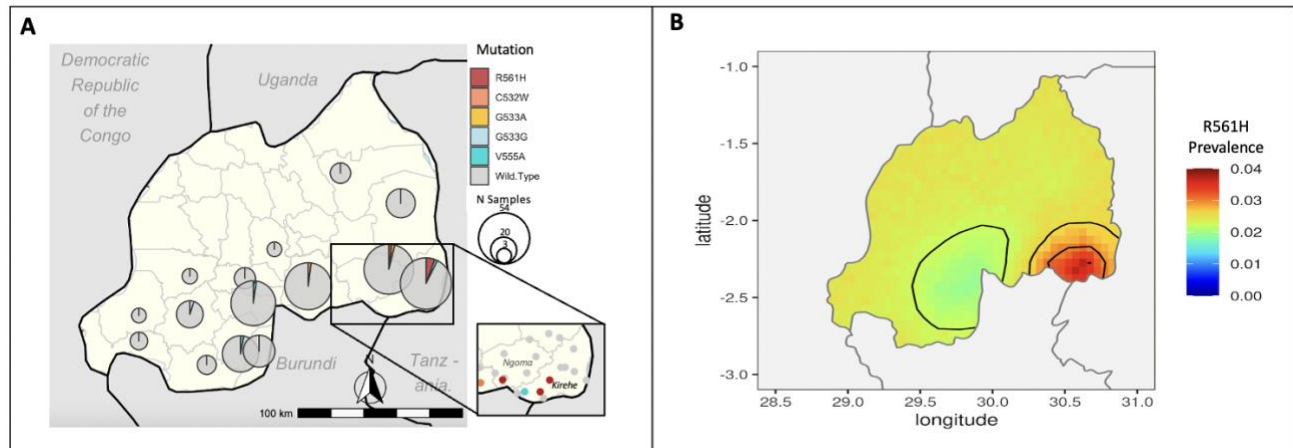 A
Democratic
Republic
of the
Congo
Uganda
Mutation
R561H
C532W
G533A
G533G
V555A
Wild.Type
N Samples
54
20
3
Burundi
N
Tanz -
ania.
100 km
Ngoma
Kirehe
B
-1.0
-1.5
-2.0
-2.5
-3.0
latitude
28.5 29.0 29.5 30.0 30.5 31.0
longitude
R561H
Prevalence
0.04
0.03
0.02
0.01
0.00